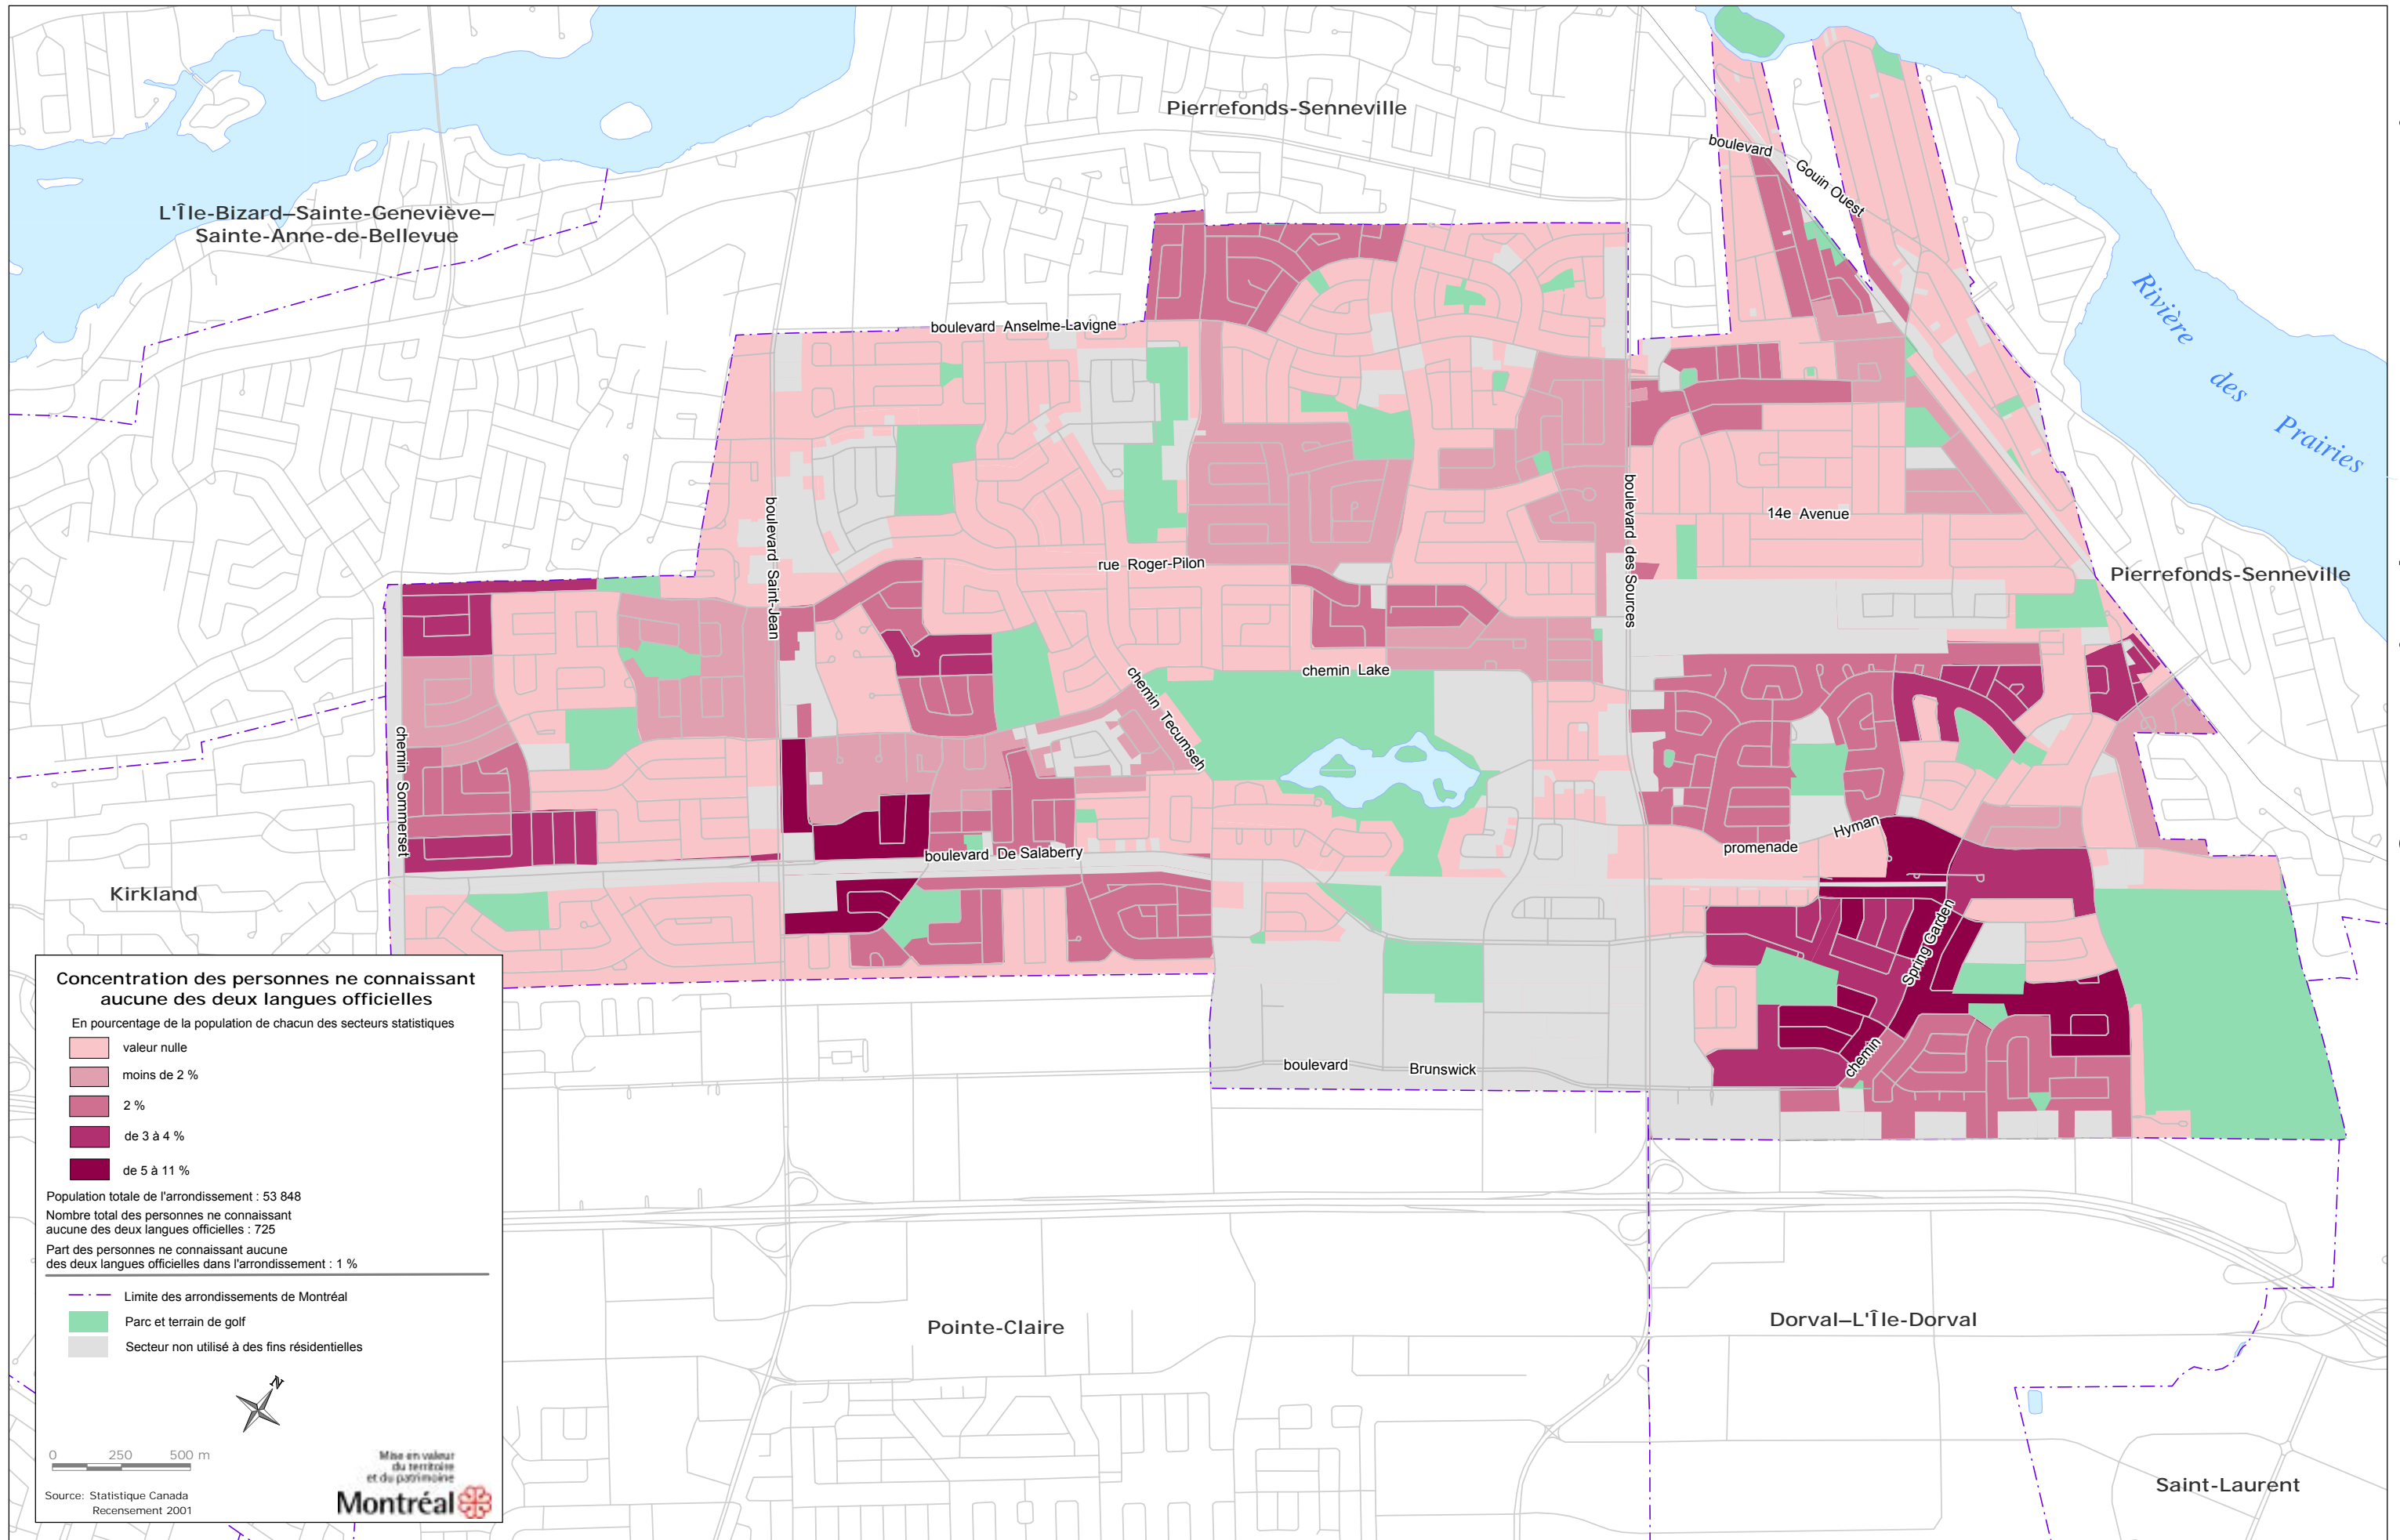 Pierrefonds-Senneville
boulevard
Gouin Ouest
L'Île-Bizard–Sainte-Geneviève–
Sainte-Anne-de-Bellevue
Rivière
des
Prairies
boulevard Anselme-Lavigne
boulevard Saint-Jean
boulevard des Sources
14e Avenue
rue Roger-Pilon
Pierrefonds-Senneville
chemin Lake
chemin Tecumseh
chemin Sommerset
Hyman
promenade
boulevard De Salaberry
Kirkland
Spring Garden
chemin
boulevard Brunswick
Concentration des personnes ne connaissant
aucune des deux langues officielles
En pourcentage de la population de chacun des secteurs statistiques
valeur nulle
moins de 2 %
2 %
de 3 à 4 %
de 5 à 11 %
Population totale de l'arrondissement : 53 848
Nombre total des personnes ne connaissant
aucune des deux langues officielles : 725
Part des personnes ne connaissant aucune
des deux langues officielles dans l'arrondissement : 1 %
Limite des arrondissements de Montréal
Parc et terrain de golf
Secteur non utilisé à des fins résidentielles
N
0 250 500 m
Mise en valeur
du territoire
et du patrimoine
Montréal
Source: Statistique Canada
Recensement 2001
Pointe-Claire
Dorval–L'Île-Dorval
Saint-Laurent